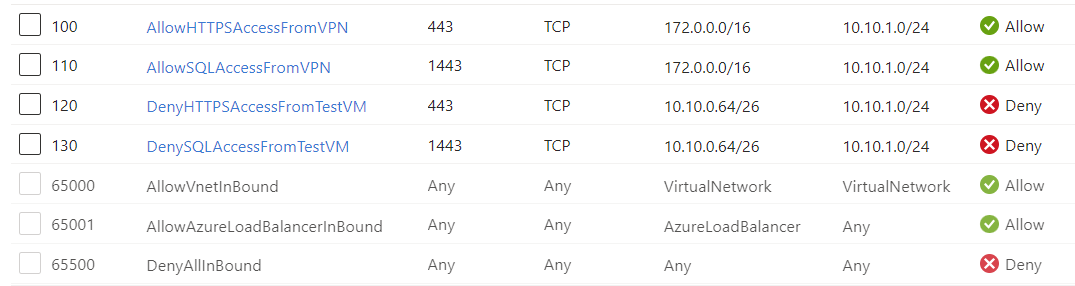 100 AllowHTTPSAccessFromVPN 443 TCP 172.0.0.0/16 10.10.1.0/24 Allow
110 AllowSQLAccessFromVPN 1443 TCP 172.0.0.0/16 10.10.1.0/24 Allow
120 DenyHTTPSAccessFromTestVM 443 TCP 10.10.0.64/26 10.10.1.0/24 Deny
130 DenySQLAccessFromTestVM 1443 TCP 10.10.0.64/26 10.10.1.0/24 Deny
65000 AllowVnetInBound Any Any VirtualNetwork VirtualNetwork Allow
65001 AllowAzureLoadBalancerInBound Any Any AzureLoadBalancer Any Allow
65500 DenyAllInBound Any Any Any Any Deny